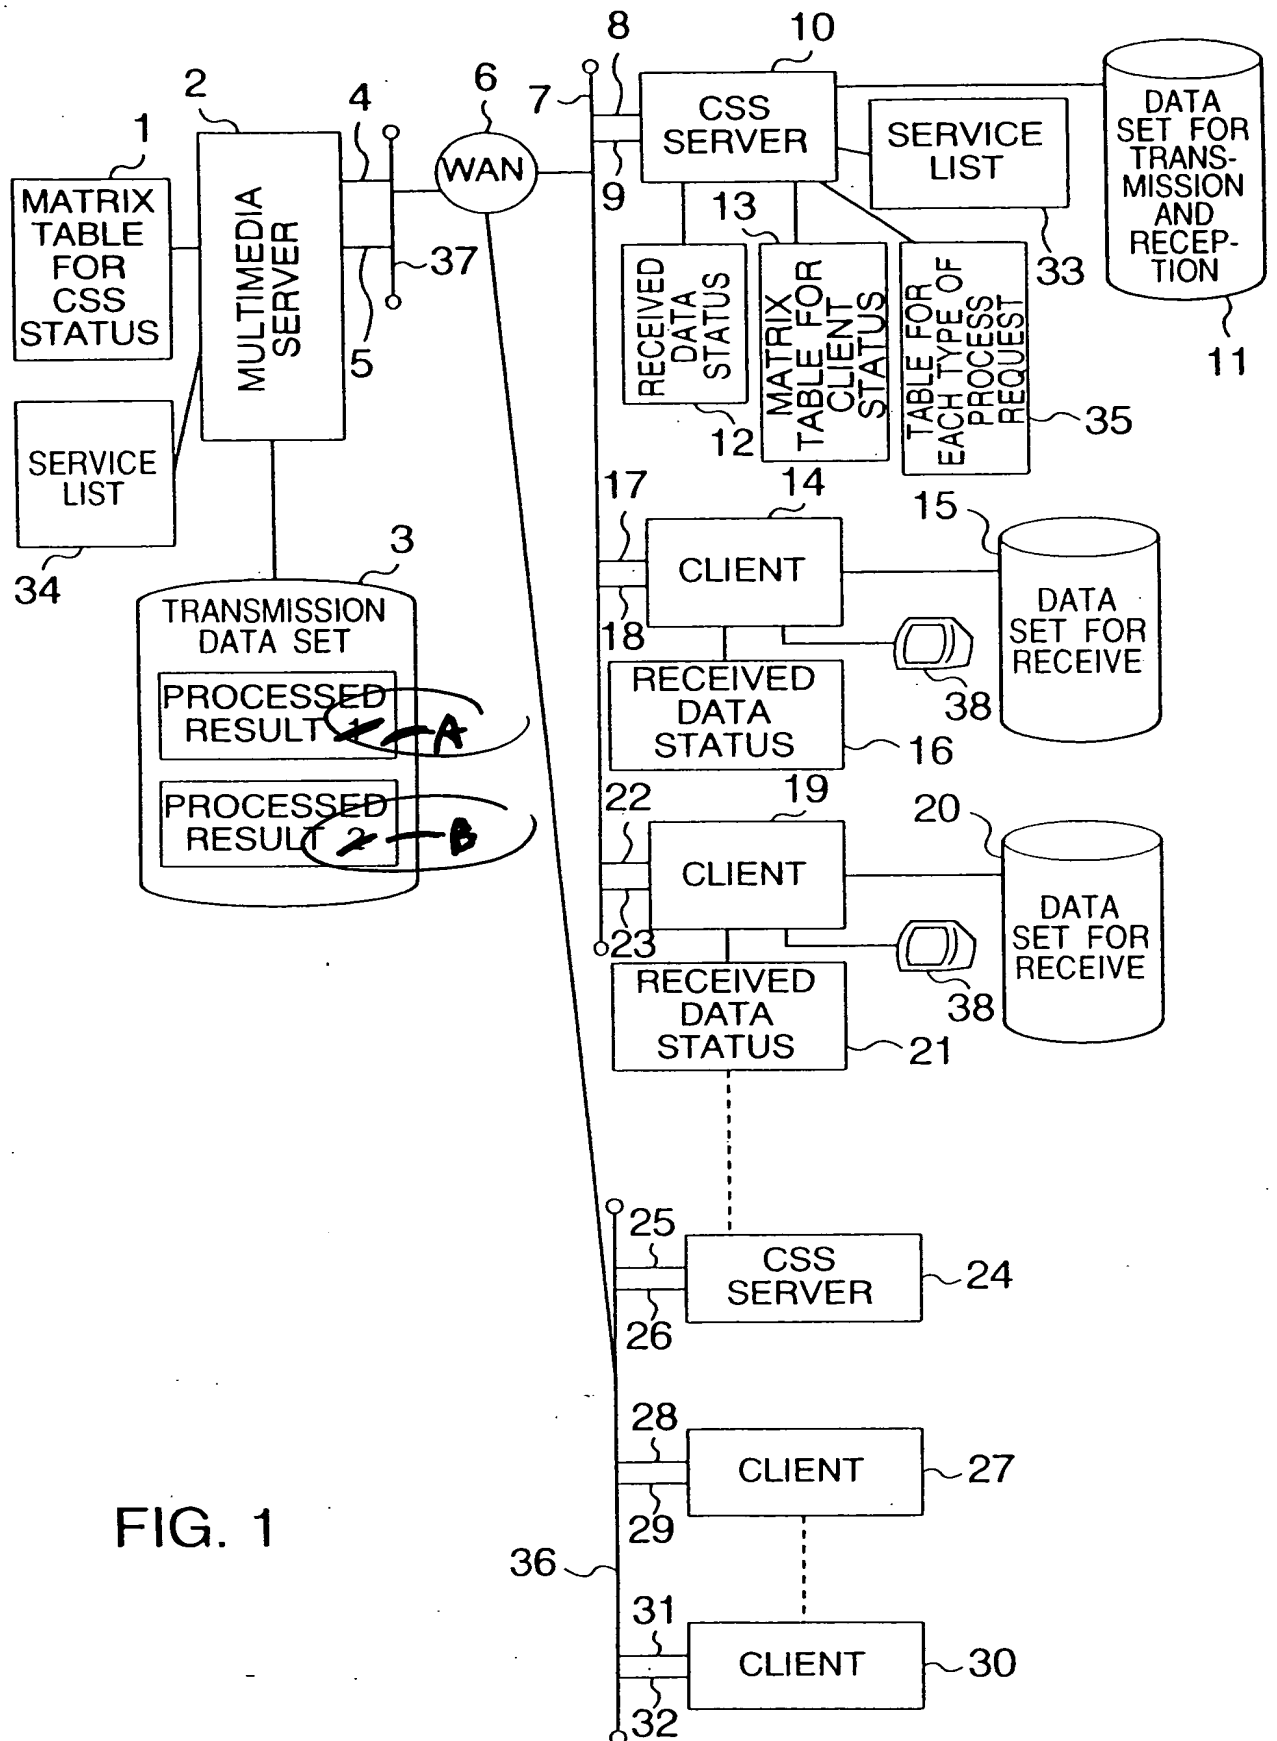 1
MATRIX
TABLE
FOR
CSS
STATUS
2
MULTIMEDIA
SERVER
34
SERVICE
LIST
3
TRANSMISSION
DATA SET
PROCESSED
RESULT 1 A
PROCESSED
RESULT 2 B
4
5
37
6
WAN
7
8
9
10
CSS
SERVER
SERVICE
LIST
33
DATA
SET FOR
TRANS-
MISSION
AND
RECEP-
TION
11
RECEIVED
DATA
STATUS
12
13
MATRIX
TABLE FOR
CLIENT
STATUS
TABLE FOR
EACH TYPE OF
PROCESS
REQUEST
35
17
18
14
CLIENT
15
DATA
SET FOR
RECEIVE
38
RECEIVED
DATA
STATUS
16
22
23
19
CLIENT
20
DATA
SET FOR
RECEIVE
38
RECEIVED
DATA
STATUS
21
25
26
CSS
SERVER
24
28
29
CLIENT
27
36
31
32
CLIENT
30
FIG. 1